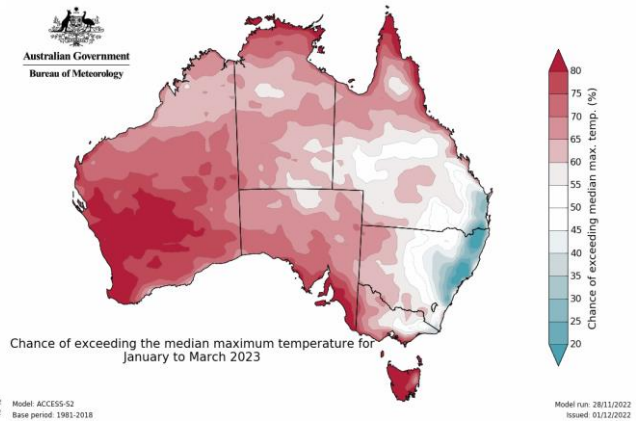 Australian Government
Bureau of Meteorology
80
75
70
65
60
55
50
45
40
35
30
25
20
Chance of exceeding median max. temp. (%)
Chance of exceeding the median maximum temperature for
January to March 2023
Model: ACCESS-S2
Base period: 1981-2018
Model run: 28/11/2022
Issued: 01/12/2022